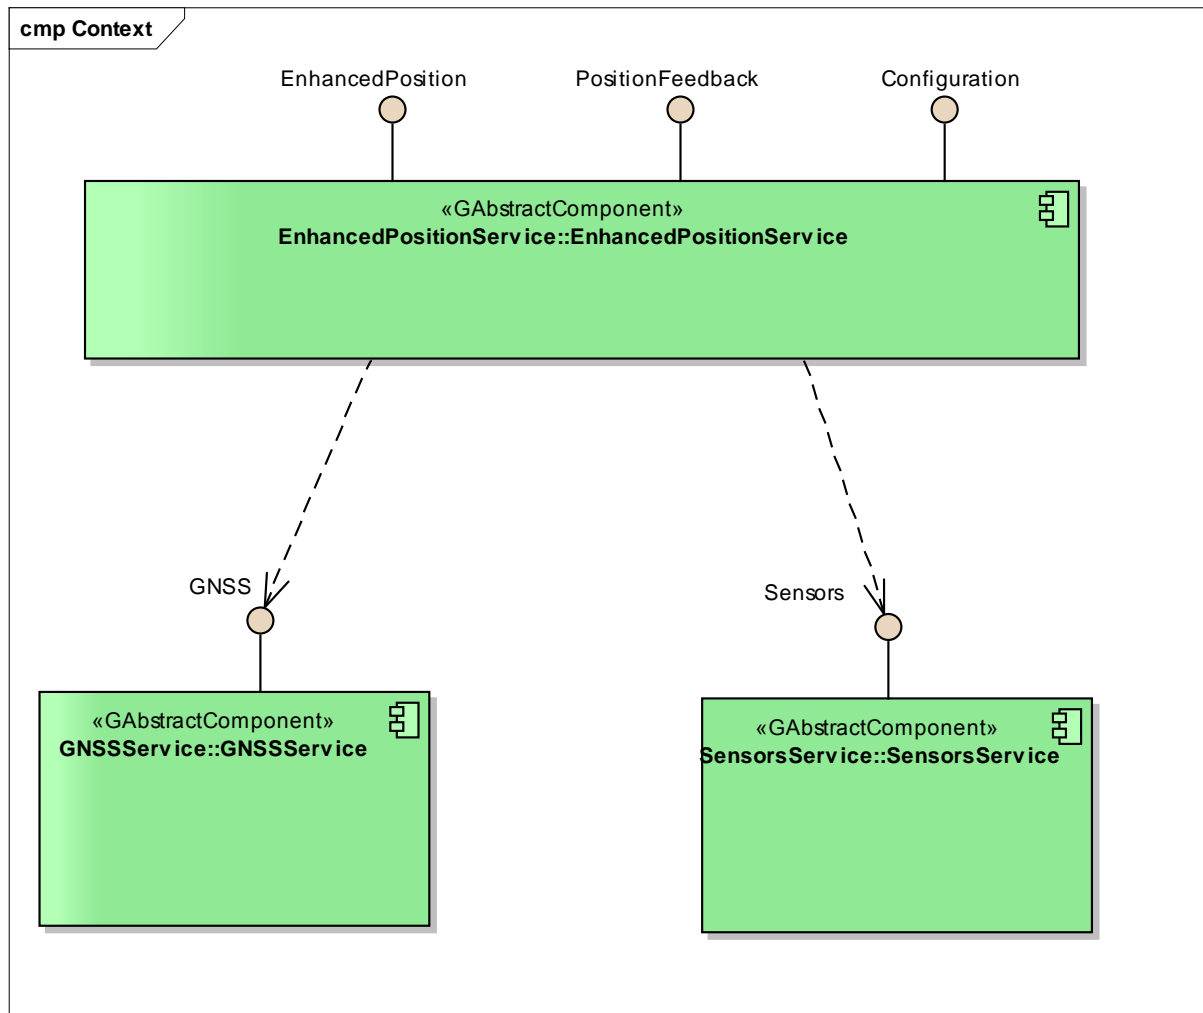 cmp Context
EnhancedPosition
PositionFeedback
Configuration
«GAbstractComponent»
EnhancedPositionService::EnhancedPositionService
GNSS
Sensors
«GAbstractComponent»
GNSSService::GNSSService
«GAbstractComponent»
SensorsService::SensorsService